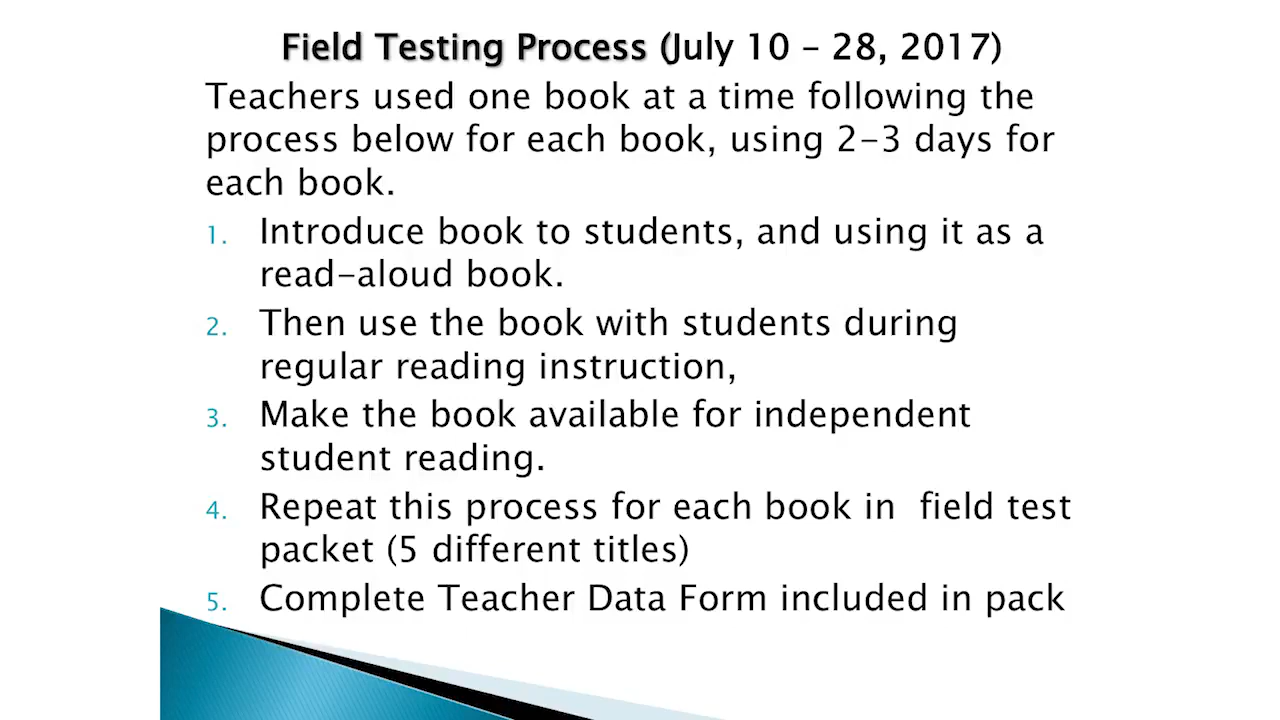 Field Testing Process (July 10 – 28, 2017)
Teachers used one book at a time following the
process below for each book, using 2-3 days for
each book.
1. Introduce book to students, and using it as a
read-aloud book.
2. Then use the book with students during
regular reading instruction,
3. Make the book available for independent
student reading.
4. Repeat this process for each book in  field test
packet (5 different titles)
5. Complete Teacher Data Form included in pack